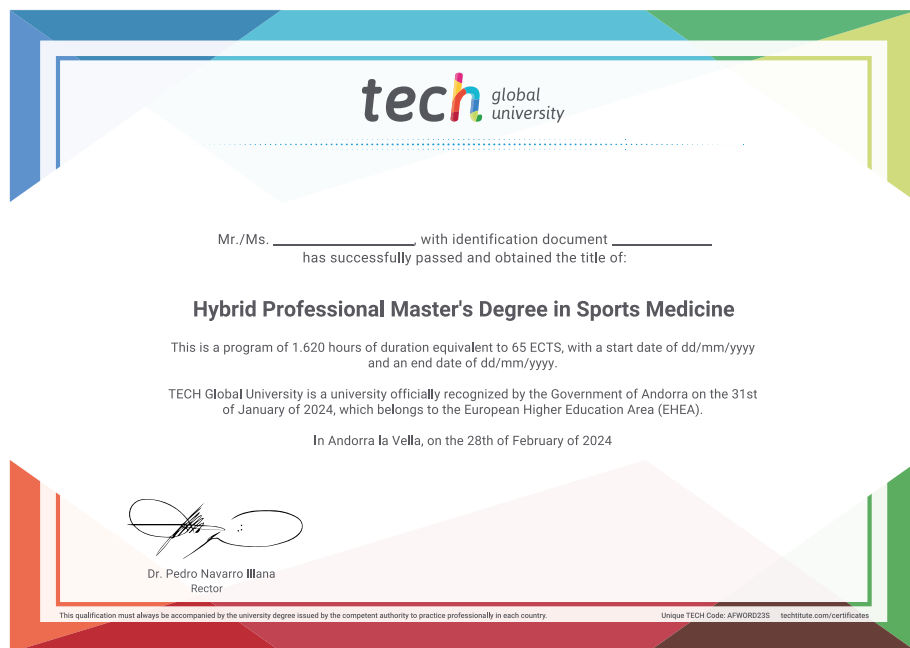 tech global
university
Mr./Ms. ____________, with identification document ____________
has successfully passed and obtained the title of:
Hybrid Professional Master's Degree in Sports Medicine
This is a program of 1.620 hours of duration equivalent to 65 ECTS, with a start date of dd/mm/yyyy
and an end date of dd/mm/yyyy.
TECH Global University is a university officially recognized by the Government of Andorra on the 31st
of January of 2024, which belongs to the European Higher Education Area (EHEA).
In Andorra la Vella, on the 28th of February of 2024
Dr. Pedro Navarro Illana
Rector
This qualification must always be accompanied by the university degree issued by the competent authority to practice professionally in each country.
Unique TECH Code: AFWORD23S techtitute.com/certificates